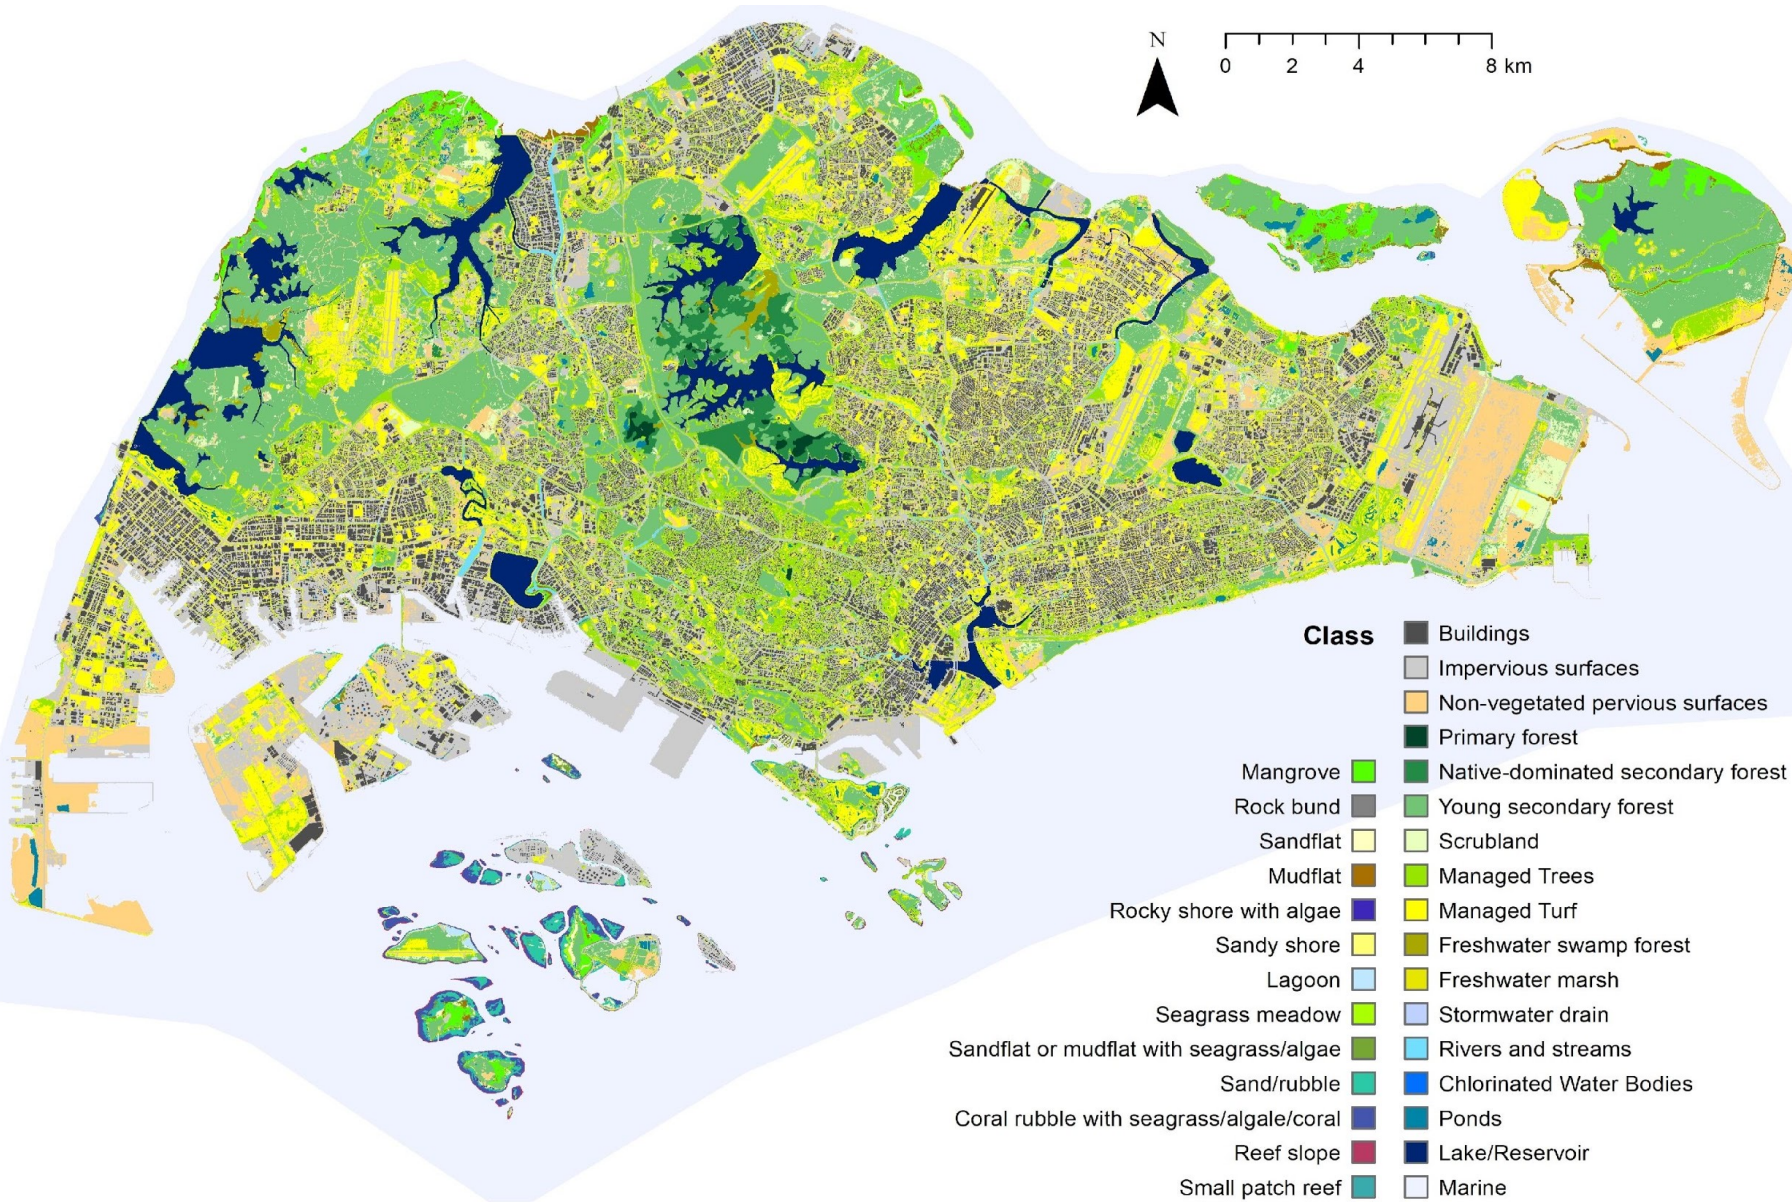 N
0 2 4 8 km
Class
Buildings
Impervious surfaces
Non-vegetated pervious surfaces
Primary forest
Mangrove Native-dominated secondary forest
Rock bund Young secondary forest
Sandflat Scrubland
Mudflat Managed Trees
Rocky shore with algae Managed Turf
Sandy shore Freshwater swamp forest
Lagoon Freshwater marsh
Seagrass meadow Stormwater drain
Sandflat or mudflat with seagrass/algae Rivers and streams
Sand/rubble Chlorinated Water Bodies
Coral rubble with seagrass/algale/coral Ponds
Reef slope Lake/Reservoir
Small patch reef Marine